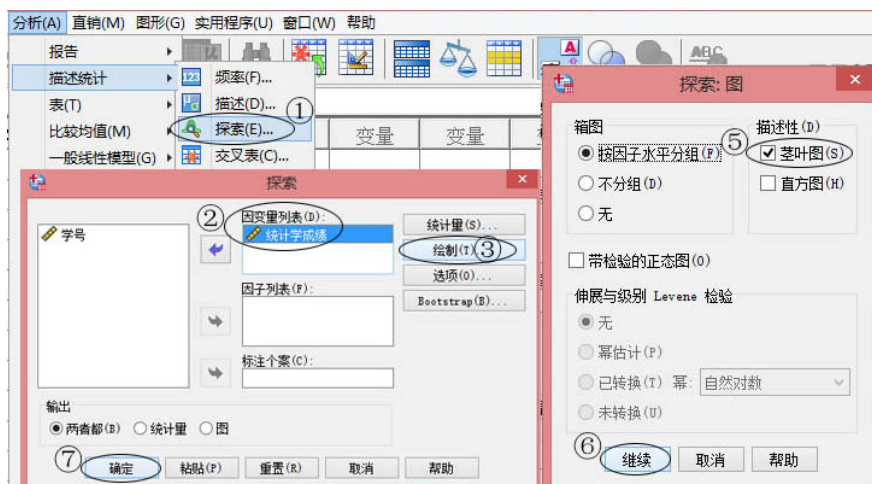 分析(A) 直销(M) 图形(G) 实用程序(U) 窗口(W) 帮助
报告
描述统计
表(T)
比较均值(M)
一般线性模型(G)
频率(F)...
描述(D)...
①
探索(E)...
交叉表(C)...
变量 变量
探索
学号
②
因变量列表(D):
统计学成绩
因子列表(F):
标注个案(C):
统计量(S)...
绘制(T) ③
选项(O)...
Bootstrap(B)...
输出
两者都(B) 统计量 图
⑦
确定 粘贴(P) 重置(R) 取消 帮助
探索: 图
箱图
按因子水平分组(F)
不分组(D)
无
描述性(D)
⑤
茎叶图(S)
直方图(H)
带检验的正态图(O)
伸展与级别 Levene 检验
无
幂估计(P)
已转换(T) 幂: 自然对数
未转换(U)
⑥
继续 取消 帮助